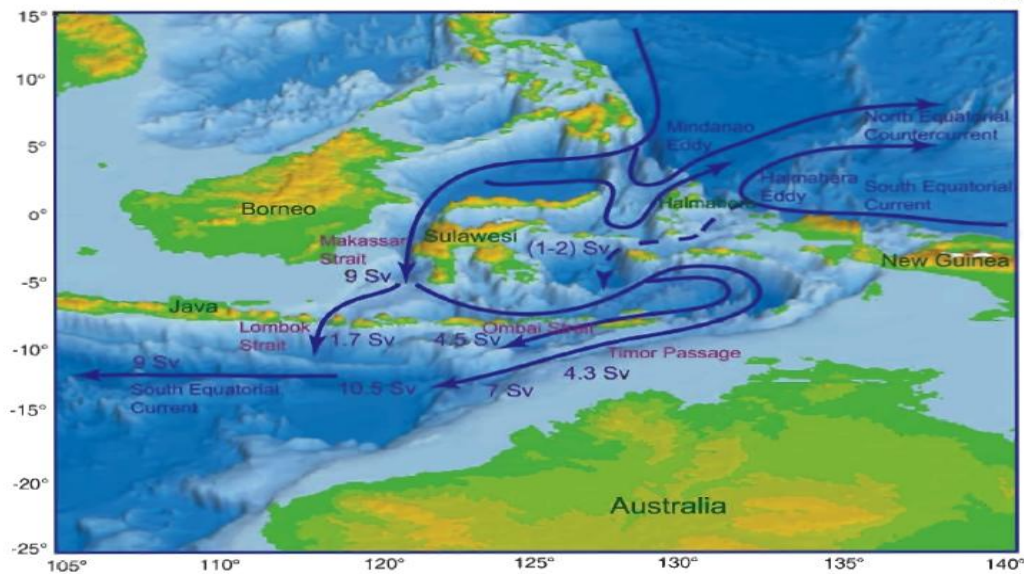 15°
10°
5°
0°
-5°
-10°
-15°
-20°
-25°
Mindanao
Eddy
North Equatorial
Countercurrent
Halmahera
Eddy
South Equatorial
Current
Halmahera
Borneo
Sulawesi
(1-2) Sv
Makassar
Strait
9 Sv
New Guinea
Java
Lombok
Strait
1.7 Sv
4.5 Sv
Ombai Strait
Timor Passage
4.3 Sv
9 Sv
South Equatorial
Current
10.5 Sv
7 Sv
Australia
105°
110°
120°
125°
130°
135°
140°